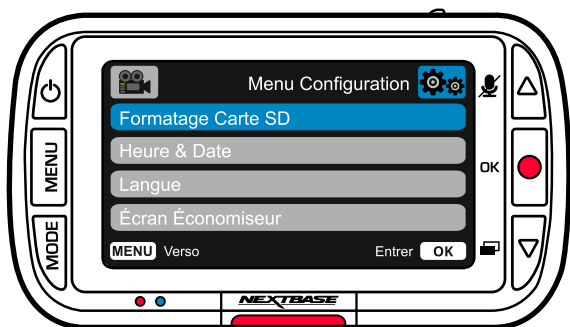 Menu Configuration
Formatage Carte SD
Heure & Date
Langue
Écran Économiseur
MENU Verso Entrer OK
MENU
MODE
OK
NEXTBASE